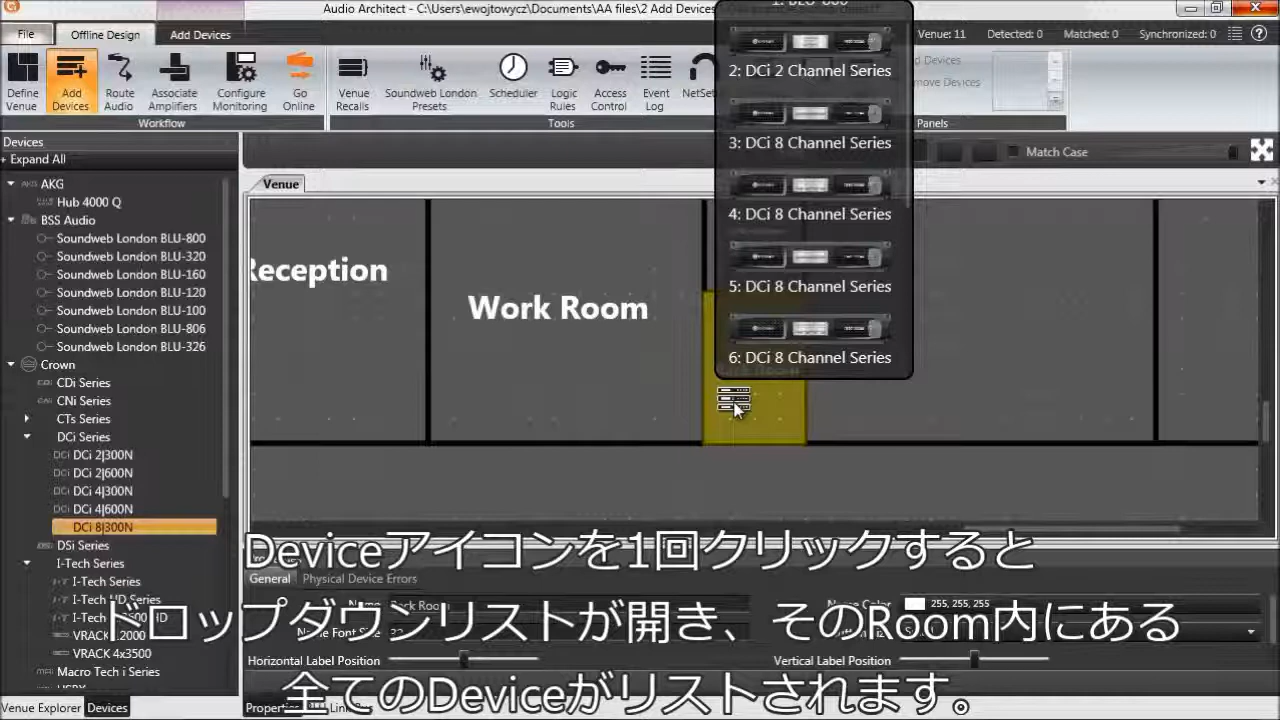 Audio Architect - C:\Users\ewojtowycz\Documents\AA files\2 Add Devices
File
Offline Design
Add Devices
Venue: 11
Detected: 0
Matched: 0
Synchronized: 0
Define Venue
Add Devices
Route Audio
Associate Amplifiers
Configure Monitoring
Go Online
Venue Recalls
Soundweb London Presets
Scheduler
Logic Rules
Access Control
Event Log
Workflow
Tools
Panels
Devices
+ Expand All
Match Case
Venue
AKG
Hub 4000 Q
BSS Audio
Soundweb London BLU-800
Soundweb London BLU-320
Soundweb London BLU-160
Soundweb London BLU-120
Soundweb London BLU-100
Soundweb London BLU-806
Soundweb London BLU-326
Crown
CDi Series
CNi Series
CTs Series
DCi Series
DCi 2|300N
DCi 2|600N
DCi 4|300N
DCi 4|600N
DCi 8|300N
DSi Series
I-Tech Series
I-Tech Series
I-Tech HD Series
VRACK 12000
VRACK 4x3500
Macro Tech i Series
Reception
Work Room
1: BLU-800
2: DCi 2 Channel Series
3: DCi 8 Channel Series
4: DCi 8 Channel Series
5: DCi 8 Channel Series
6: DCi 8 Channel Series
Deviceアイコンを1回クリックすると
ドロップダウンリストが開き、そのRoom内にある
全てのDeviceがリストされます。
General
Physical Device Errors
Name
Rack Room
255, 255, 255
Horizontal Label Position
Vertical Label Position
Venue Explorer
Devices
Properties